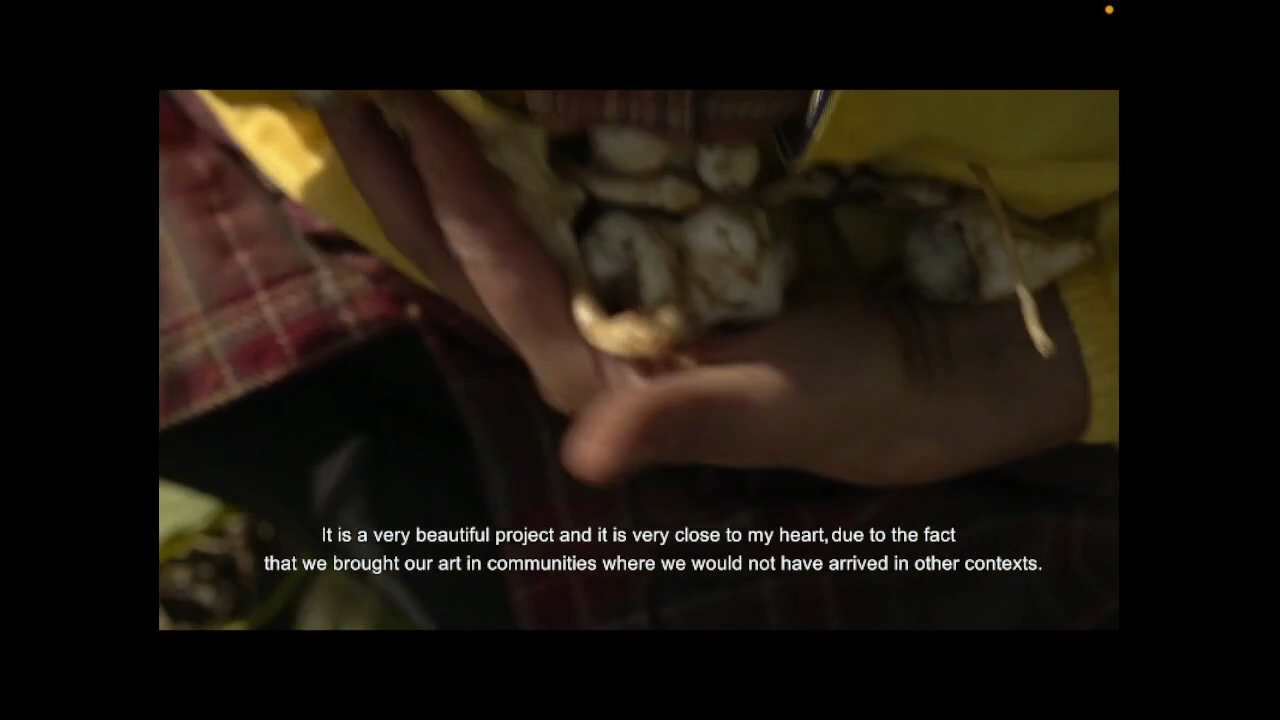 It is a very beautiful project and it is very close to my heart, due to the fact
that we brought our art in communities where we would not have arrived in other contexts.